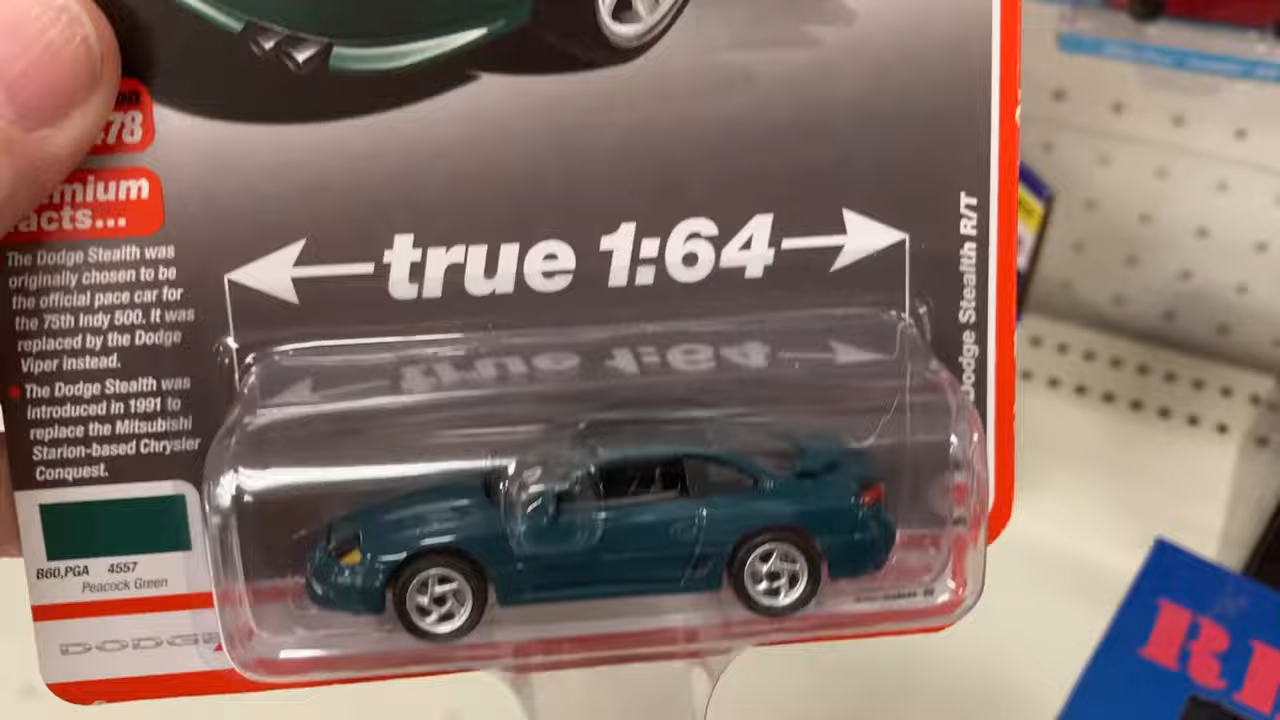 78
mium
acts...
The Dodge Stealth was
originally chosen to be
the official pace car for
the 75th Indy 500. It was
replaced by the Dodge
Viper instead.
The Dodge Stealth was
introduced in 1991 to
replace the Mitsubishi
Starion-based Chrysler
Conquest.
B60,PGA 4557
Peacock Green
DODGE
true 1:64
Dodge Stealth R/T